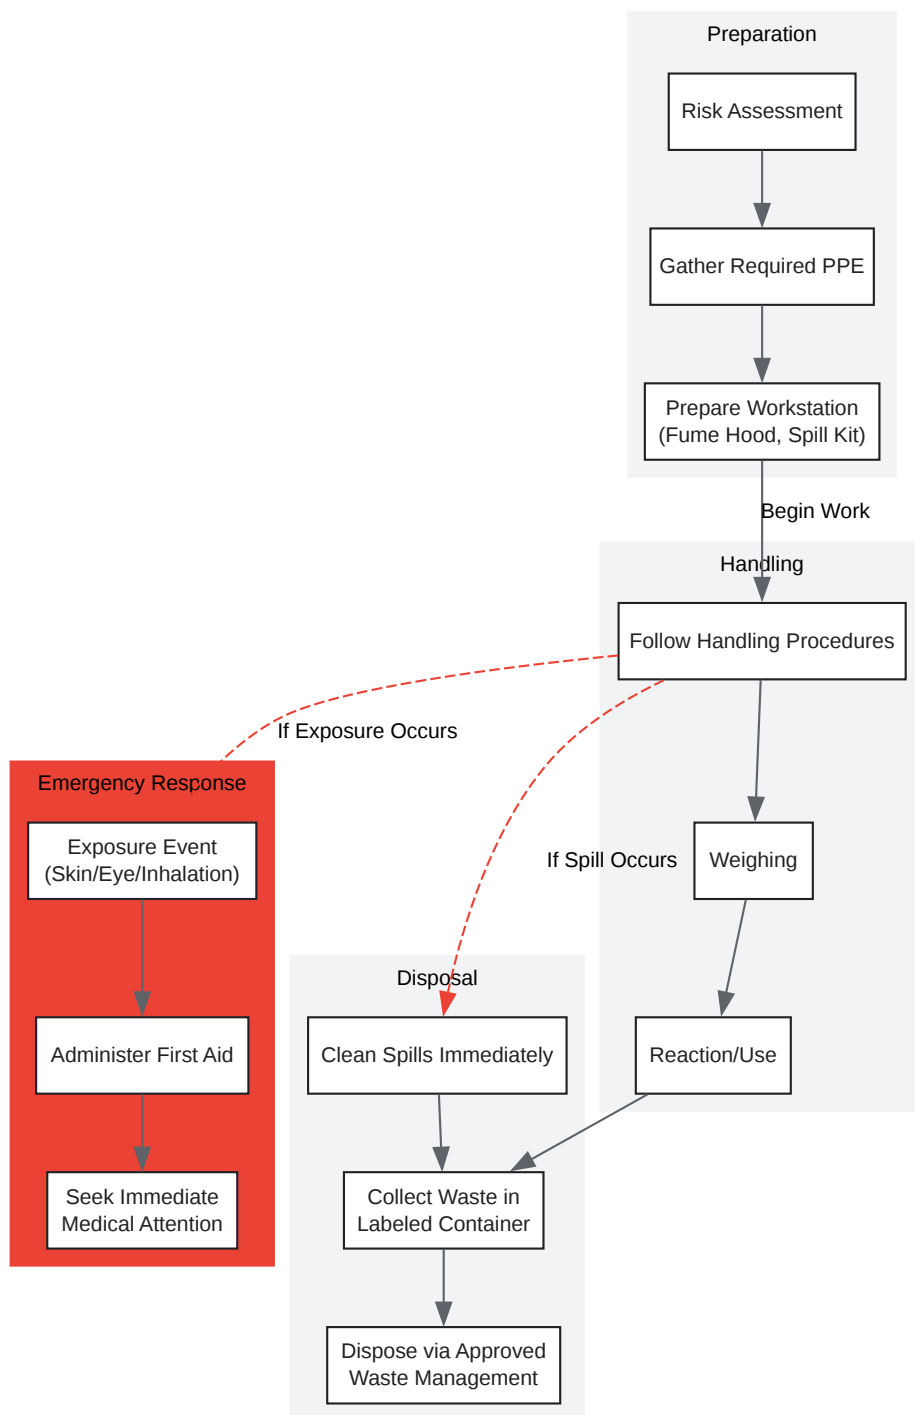 Preparation
Risk Assessment
Gather Required PPE
Prepare Workstation
(Fume Hood, Spill Kit)
Begin Work
Handling
Follow Handling Procedures
If Exposure Occurs
Emergency Response
Exposure Event
(Skin/Eye/Inhalation)
If Spill Occurs
Weighing
Disposal
Administer First Aid
Clean Spills Immediately
Reaction/Use
Seek Immediate
Medical Attention
Collect Waste in
Labeled Container
Dispose via Approved
Waste Management